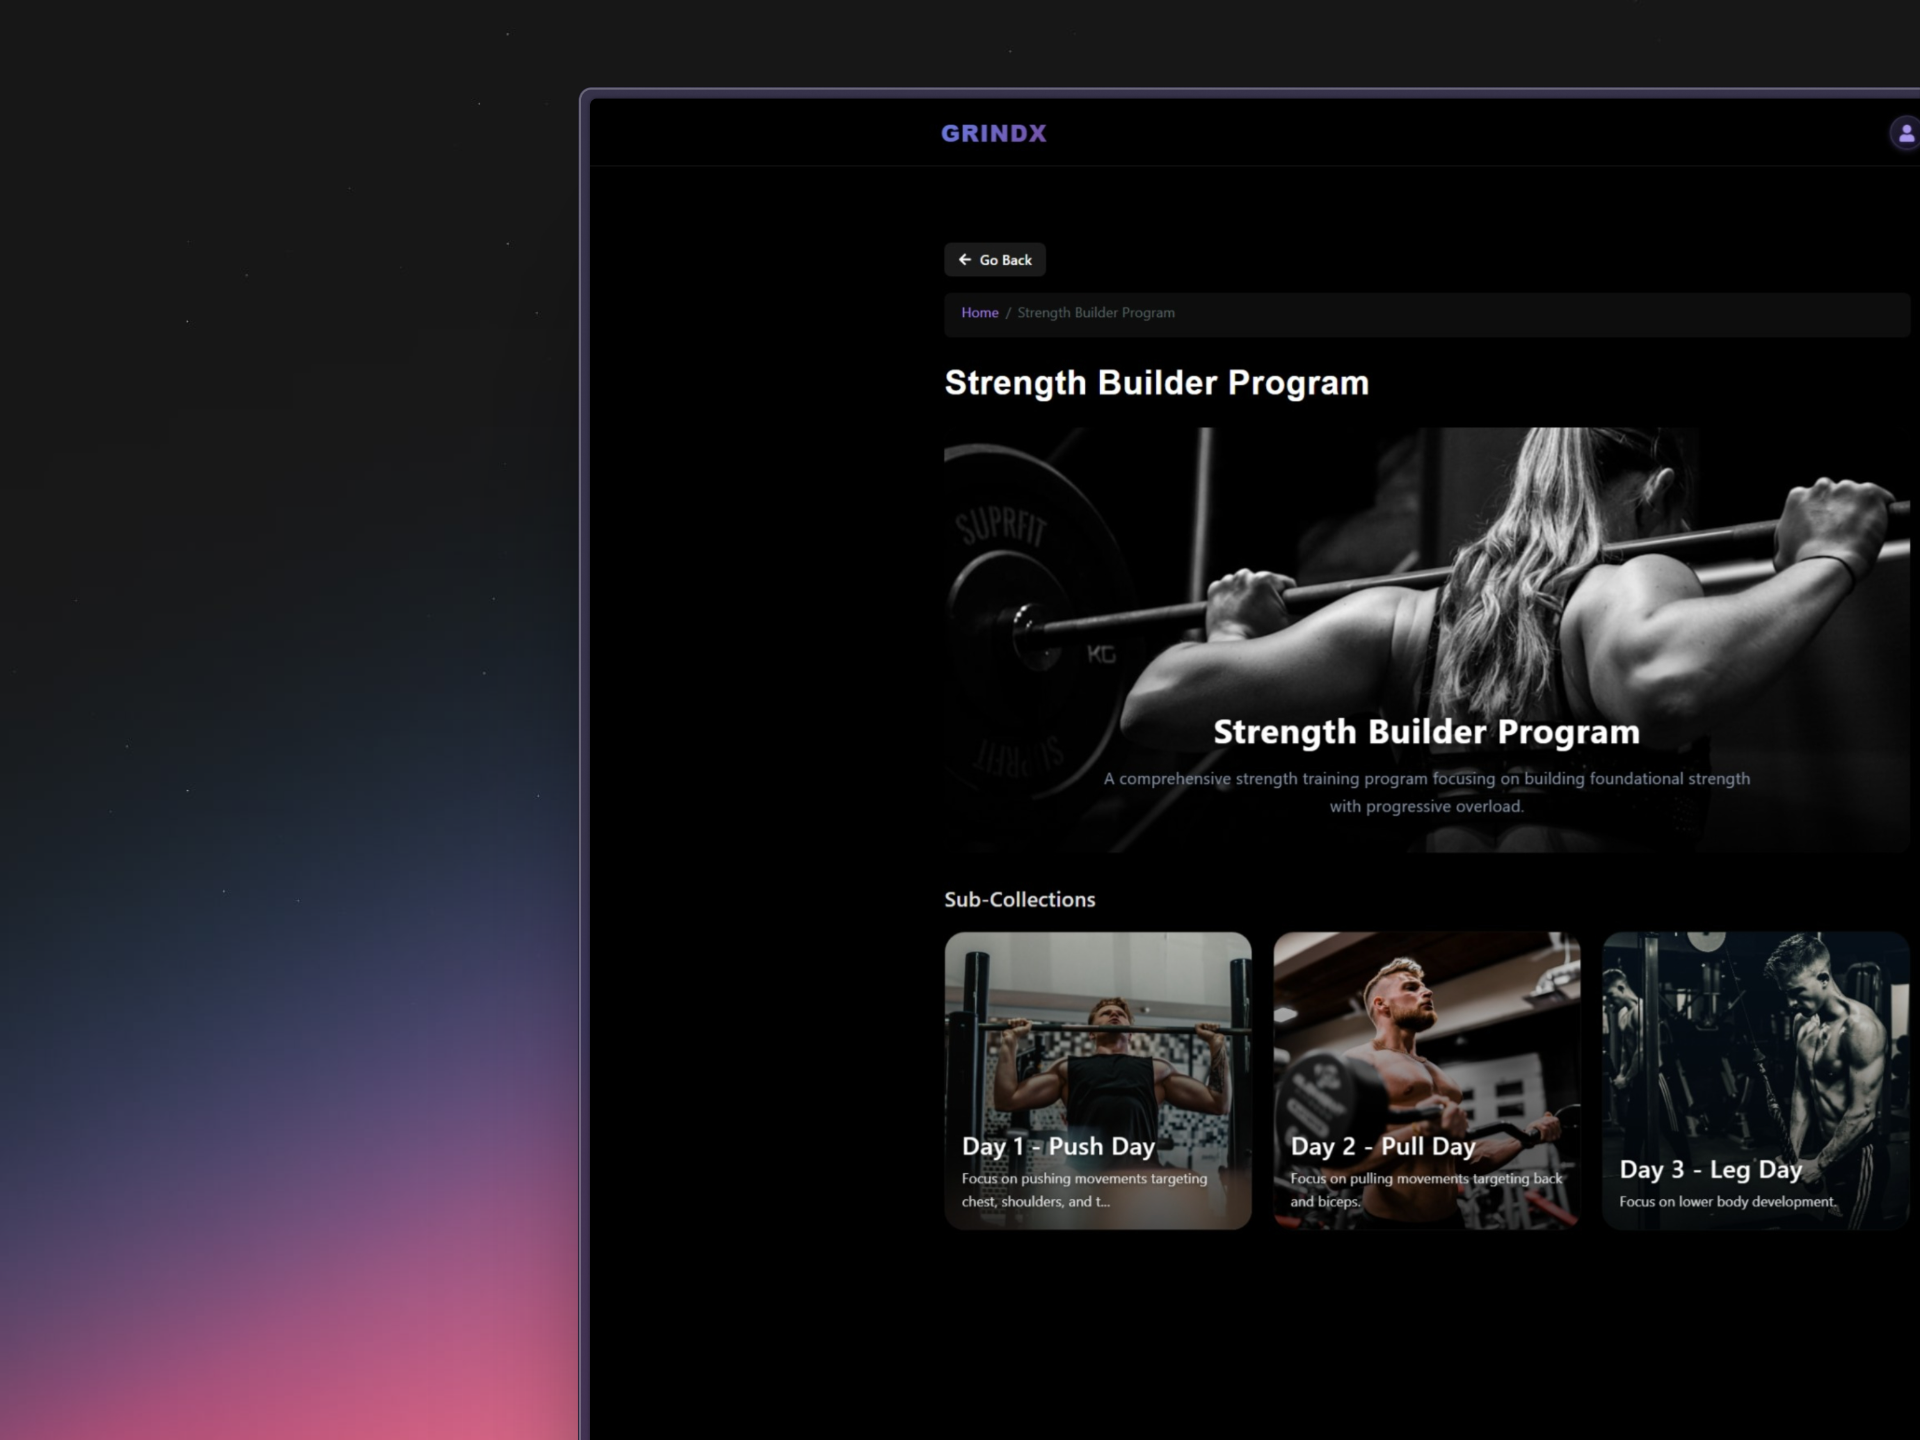 GRINDX
Go Back
Home / Strength Builder Program
Strength Builder Program
SUPRFIT
KG
SUPRFIT
Strength Builder Program
A comprehensive strength training program focusing on building foundational strength
with progressive overload.
Sub-Collections
Day 1 - Push Day
Focus on pushing movements targeting
chest, shoulders, and t...
Day 2 - Pull Day
Focus on pulling movements targeting back
and biceps.
Day 3 - Leg Day
Focus on lower body development.